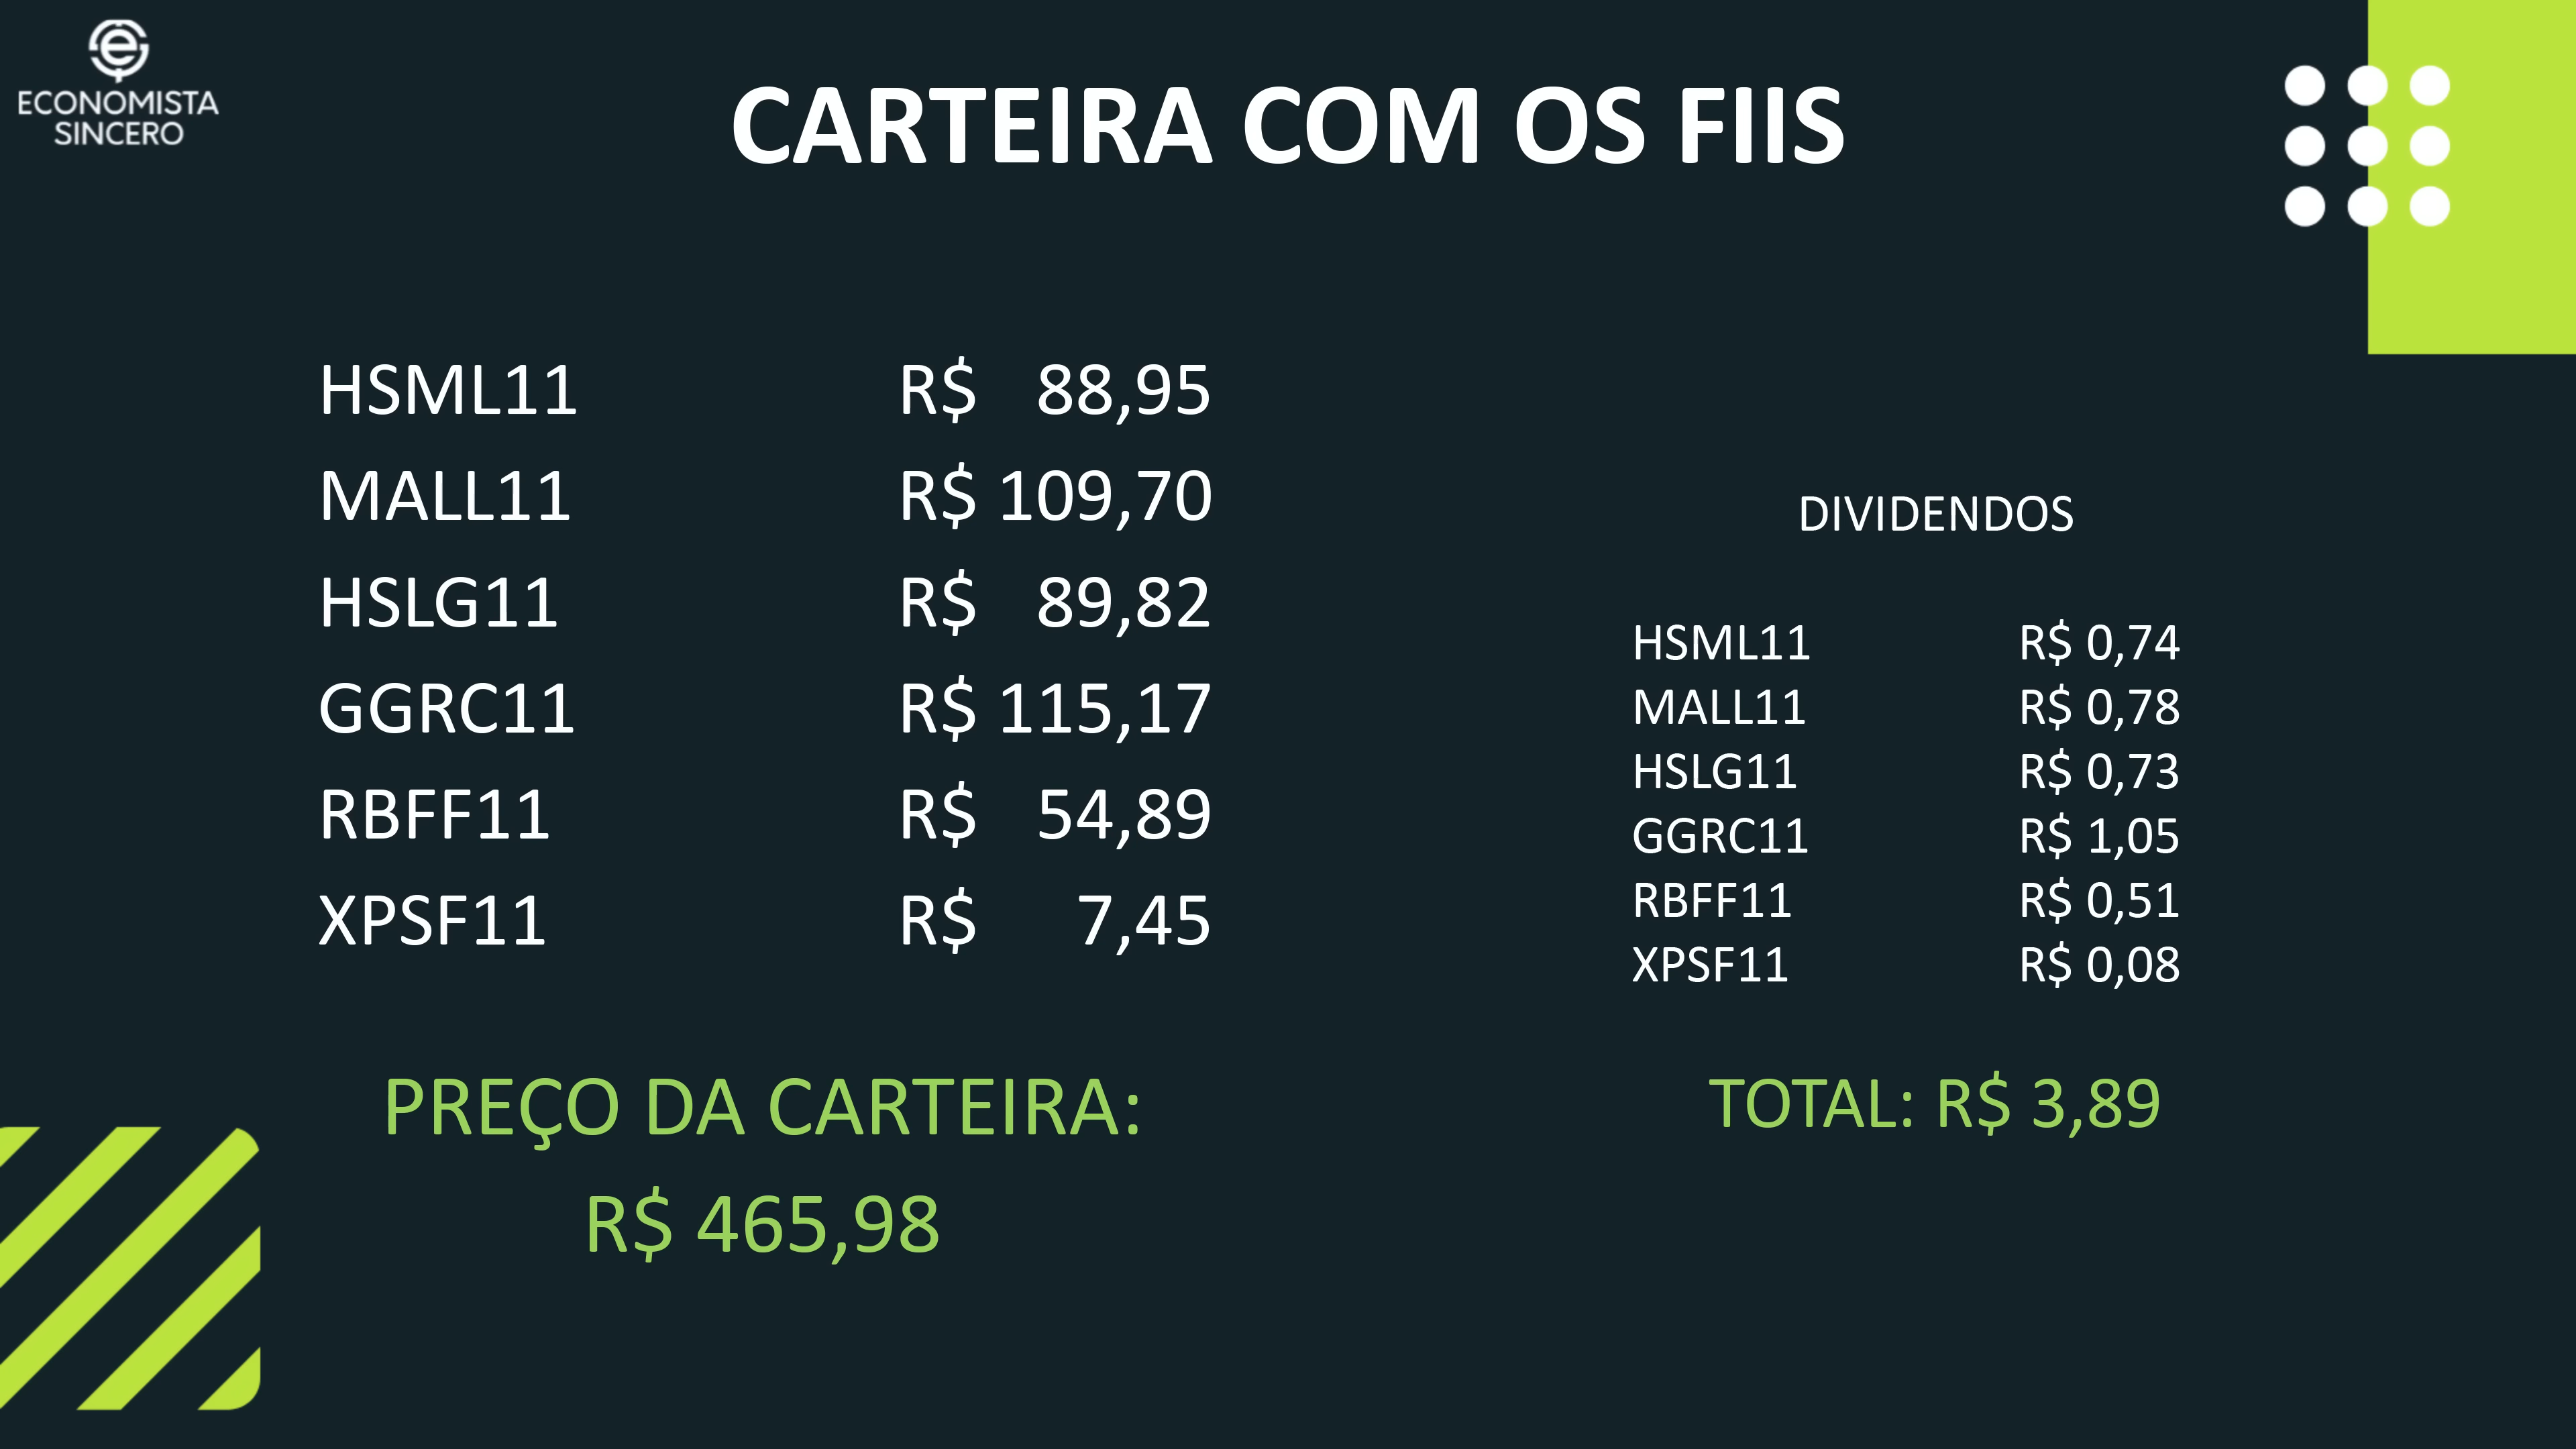 ECONOMISTA
SINCERO
CARTEIRA COM OS FIIS
HSML11 R$ 88,95
MALL11 R$ 109,70
HSLG11 R$ 89,82
GGRC11 R$ 115,17
RBFF11 R$ 54,89
XPSF11 R$ 7,45
PREÇO DA CARTEIRA:
R$ 465,98
DIVIDENDOS
HSML11 R$ 0,74
MALL11 R$ 0,78
HSLG11 R$ 0,73
GGRC11 R$ 1,05
RBFF11 R$ 0,51
XPSF11 R$ 0,08
TOTAL: R$ 3,89